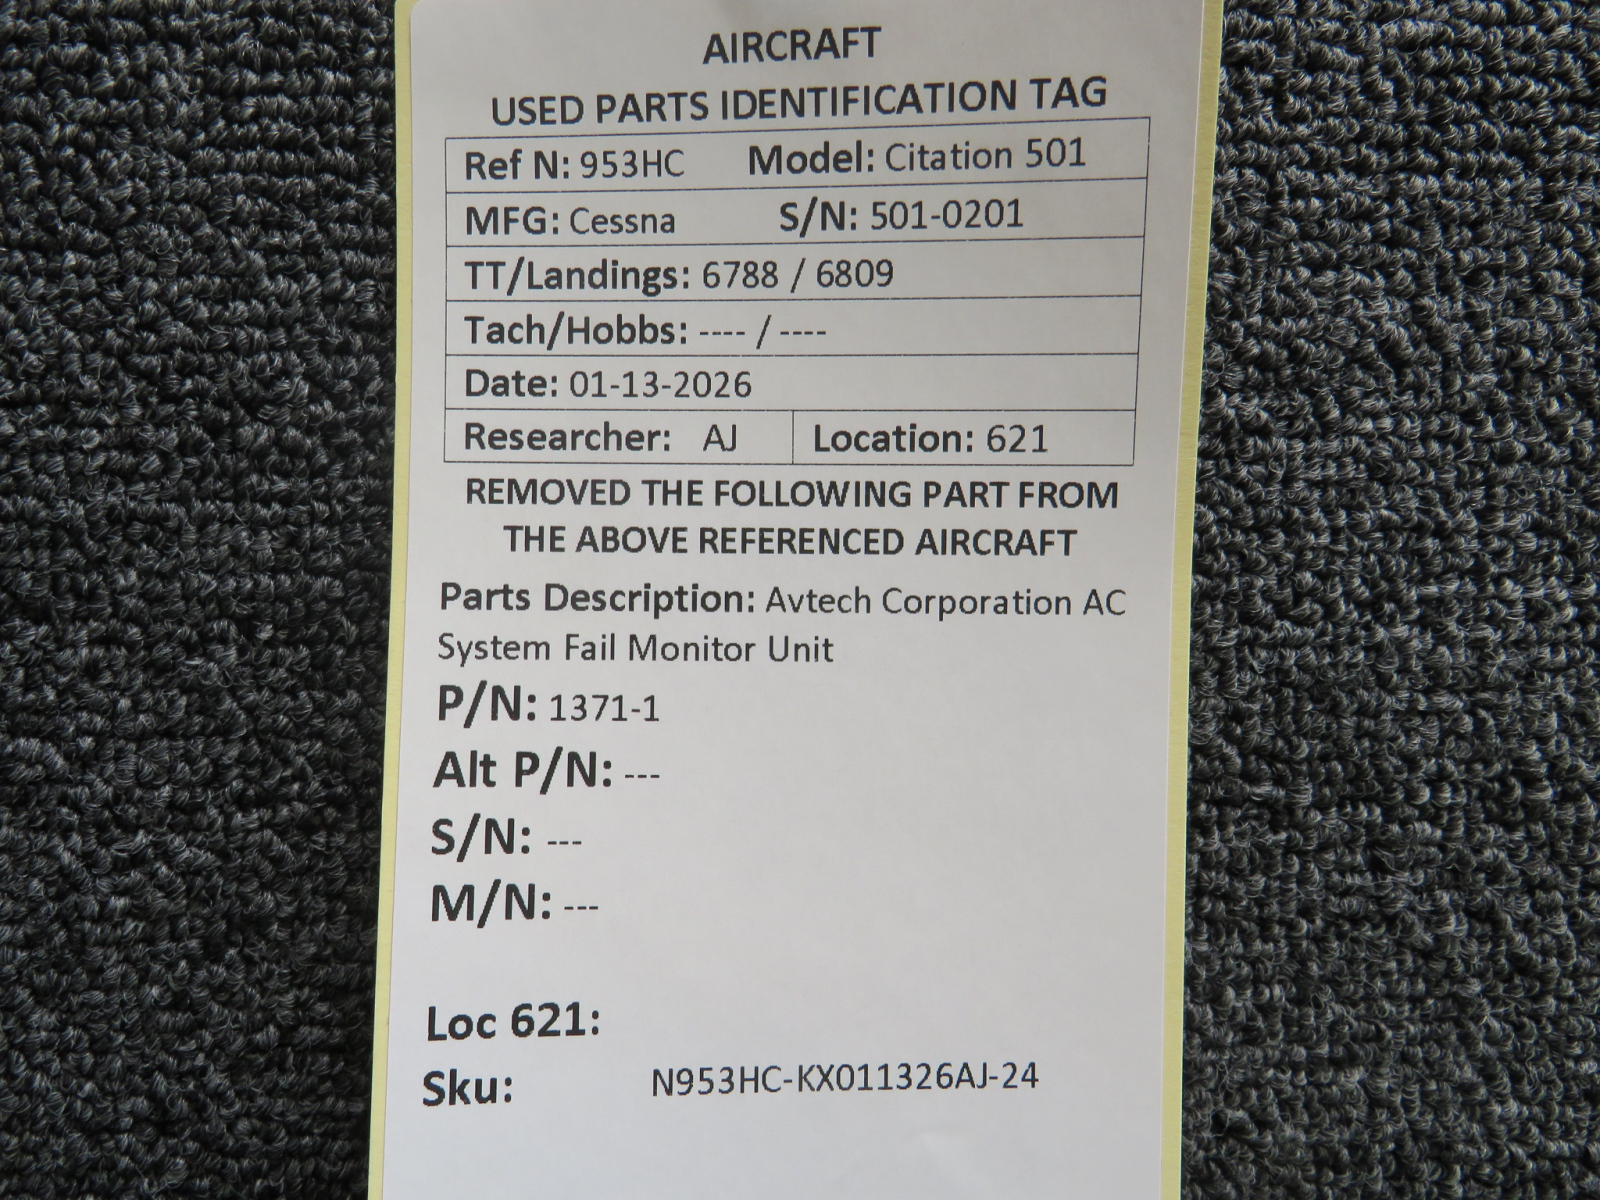 AIRCRAFT
USED PARTS IDENTIFICATION TAG
Ref N: 953HC Model: Citation 501
MFG: Cessna S/N: 501-0201
TT/Landings: 6788 / 6809
Tach/Hobbs: ---- / ----
Date: 01-13-2026
Researcher: AJ Location: 621
REMOVED THE FOLLOWING PART FROM
THE ABOVE REFERENCED AIRCRAFT
Parts Description: Avtech Corporation AC
System Fail Monitor Unit
P/N: 1371-1
Alt P/N: ---
S/N: ---
M/N: ---
Loc 621:
Sku: N953HC-KX011326AJ-24